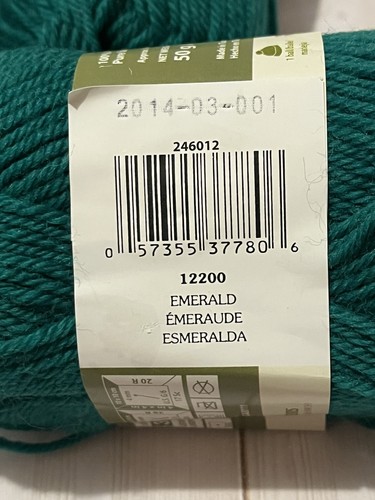 50 g
2014-03-001
246012
0 57355 37780 6
12200
EMERALD
ÉMERAUDE
ESMERALDA
20 R